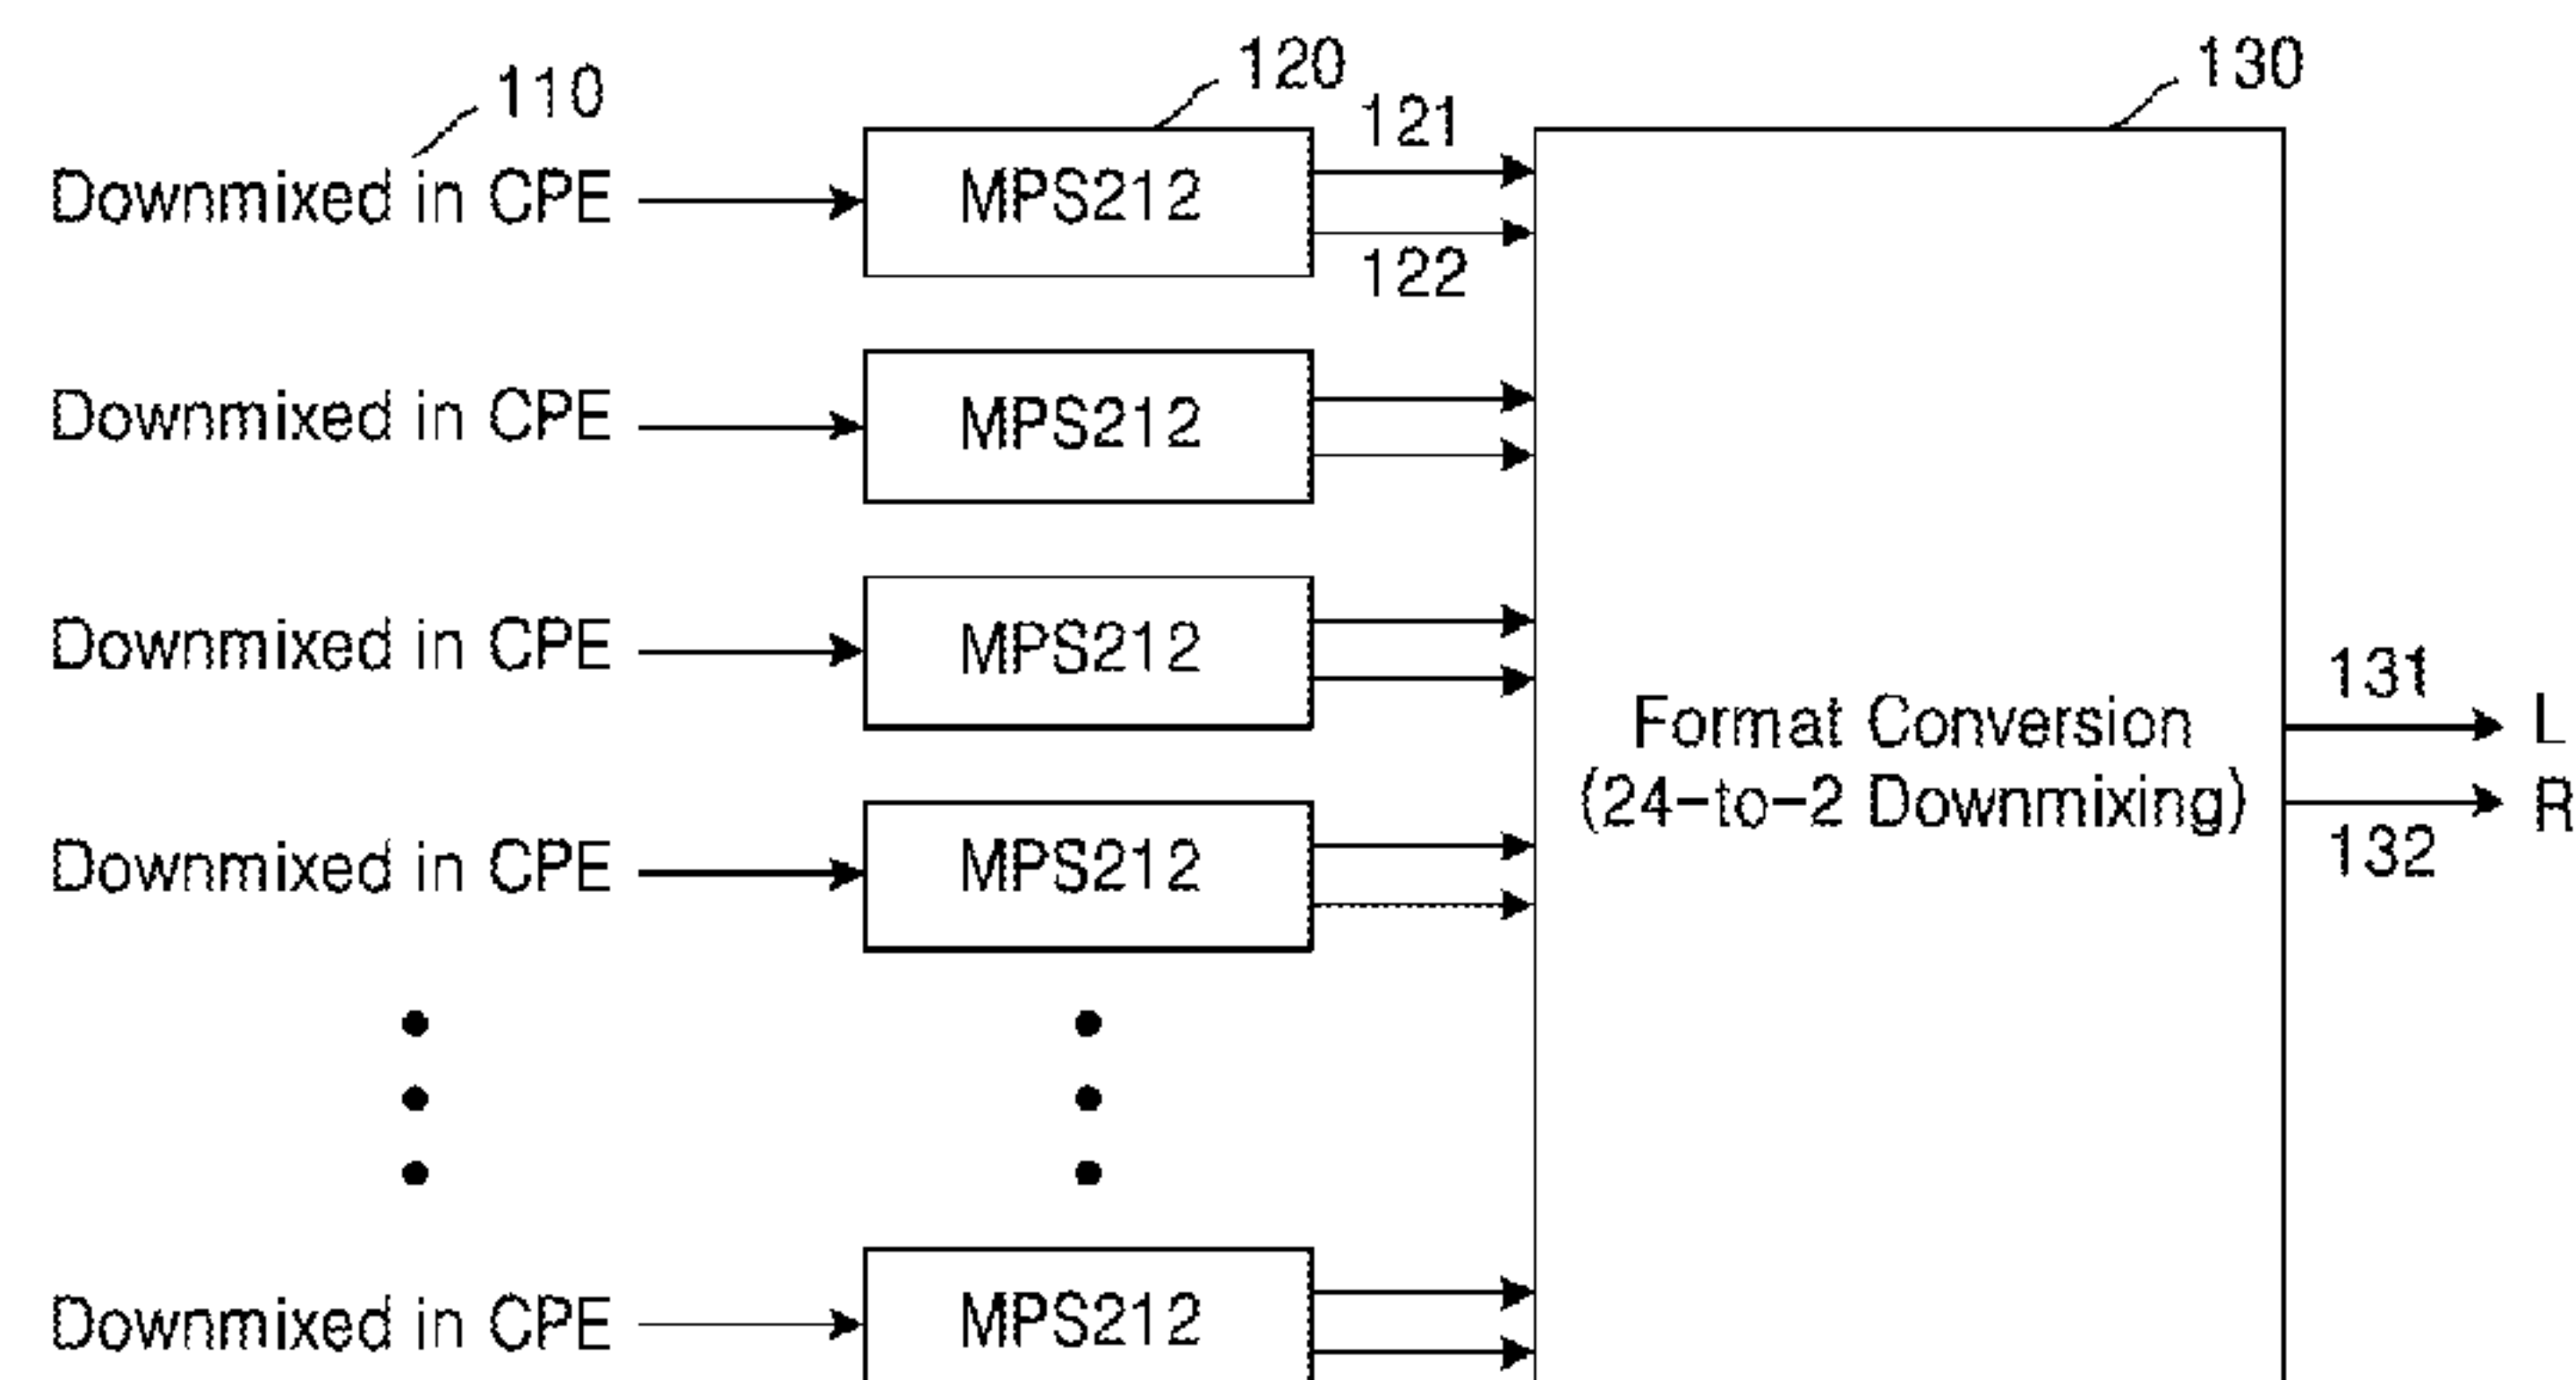 110
120
121
130
Downmixed in CPE
MPS212
122
Downmixed in CPE
MPS212
Downmixed in CPE
MPS212
Format Conversion
(24-to-2 Downmixing)
131
L
R
132
Downmixed in CPE
MPS212
Downmixed in CPE
MPS212